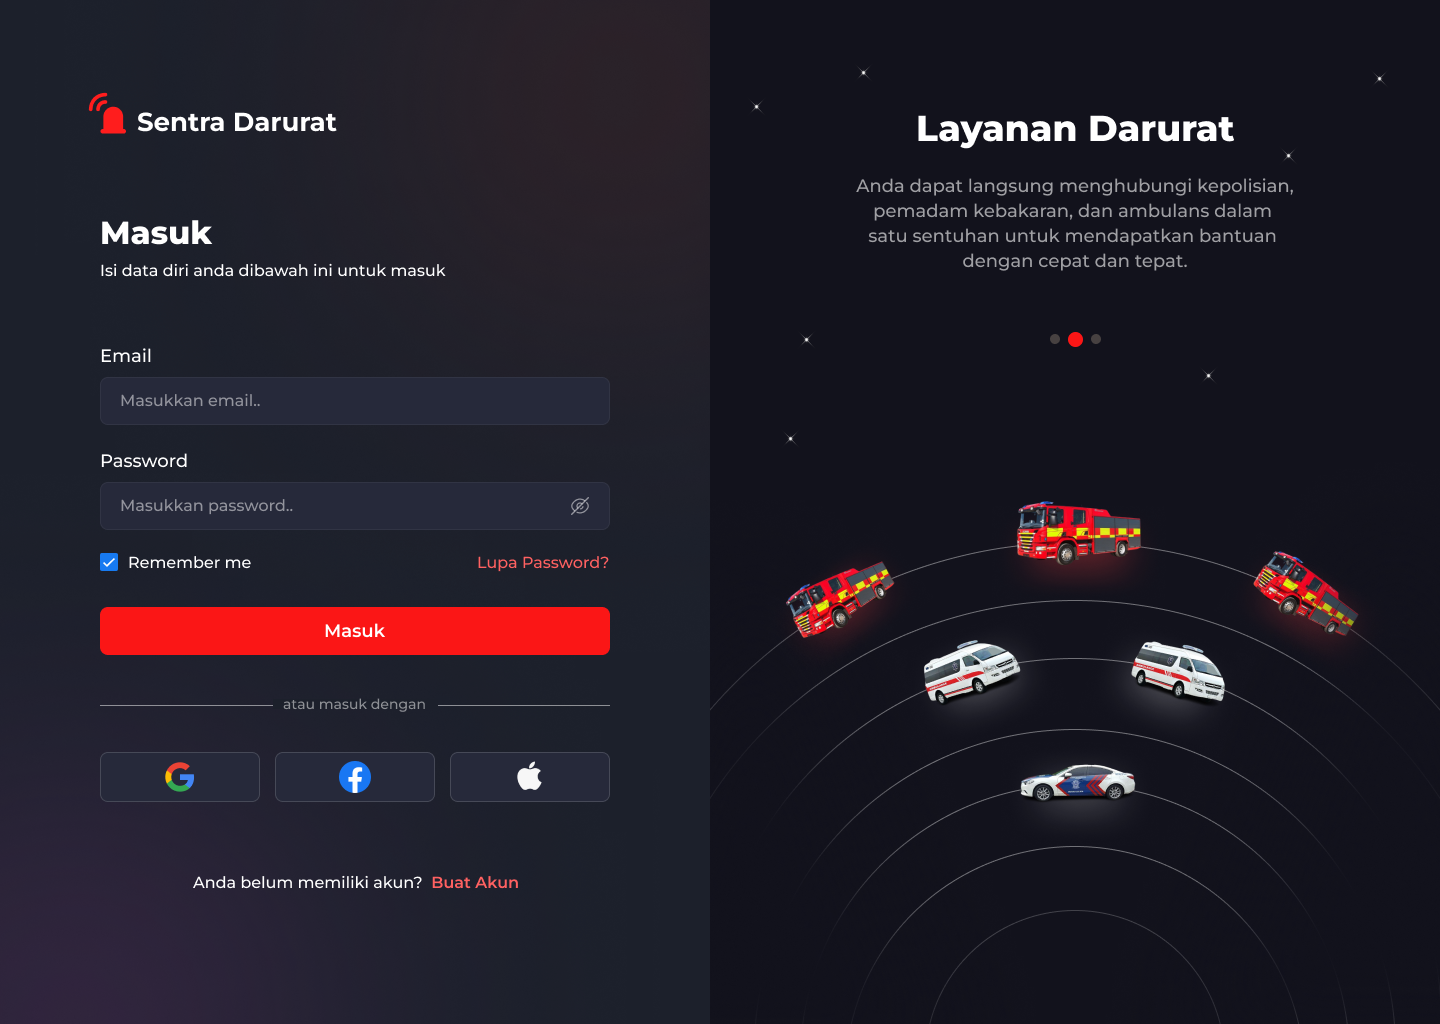 Sentra Darurat
Masuk
Isi data diri anda dibawah ini untuk masuk
Email
Masukkan email..
Password
Masukkan password..
Remember me
Lupa Password?
Masuk
atau masuk dengan
Anda belum memiliki akun? Buat Akun
Layanan Darurat
Anda dapat langsung menghubungi kepolisian,
pemadam kebakaran, dan ambulans dalam
satu sentuhan untuk mendapatkan bantuan
dengan cepat dan tepat.